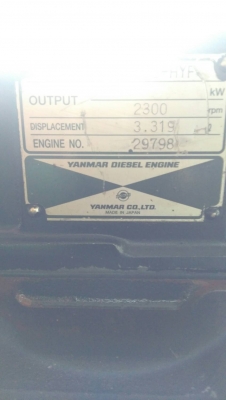 kW
OUTPUT 2300 rpm
DISPLACEMENT 3.319
ENGINE NO. 29798
YANMAR DIESEL ENGINE
YANMAR CO.,LTD.
MADE IN JAPAN